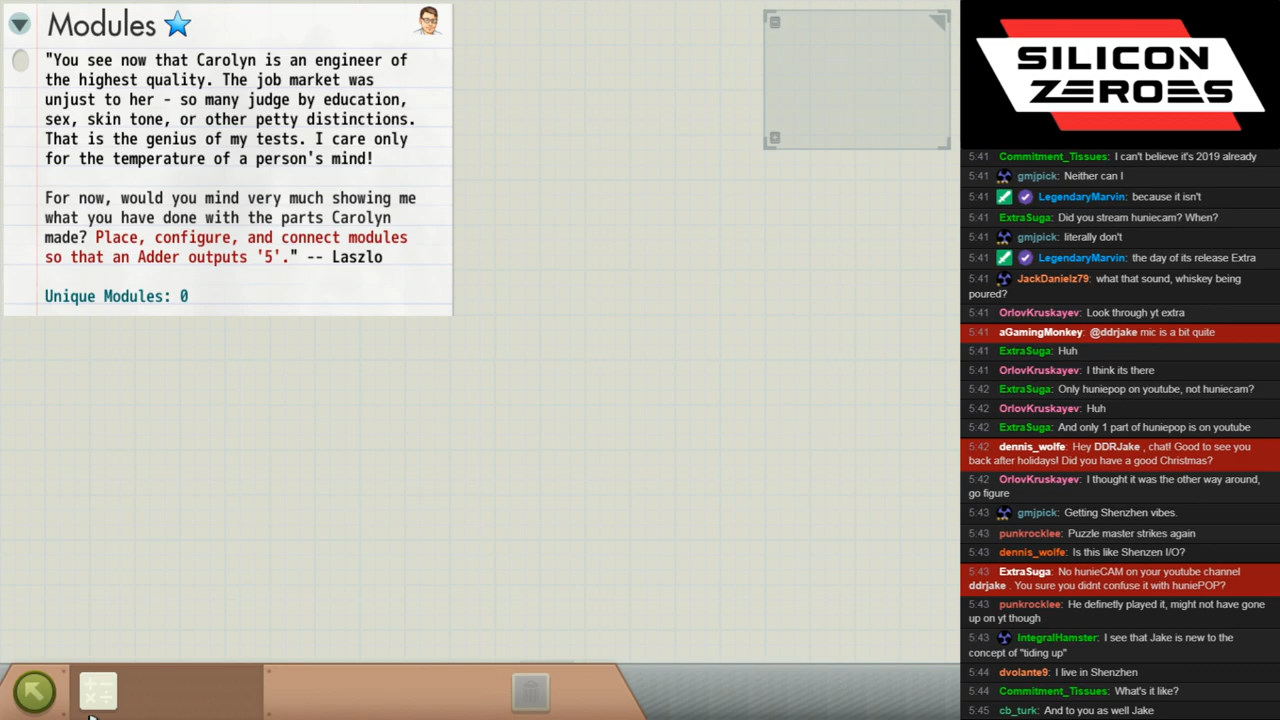 Modules
"You see now that Carolyn is an engineer of
the highest quality. The job market was
unjust to her - so many judge by education,
sex, skin tone, or other petty distinctions.
That is the genius of my tests. I care only
for the temperature of a person's mind!
For now, would you mind very much showing me
what you have done with the parts Carolyn
made? Place, configure, and connect modules
so that an Adder outputs '5'." -- Laszlo
Unique Modules: 0
SILICON
ZEROES
5:41 Commitment_Tissues: I can't believe it's 2019 already
5:41 gmjpick: Neither can I
5:41 LegendaryMarvin: because it isn't
5:41 ExtraSuga: Did you stream huniecam? When?
5:41 gmjpick: literally don't
5:41 LegendaryMarvin: the day of its release Extra
5:41 JackDanielz79: what that sound, whiskey being
poured?
5:41 OrlovKruskayev: Look through yt extra
5:41 aGamingMonkey: @ddrjake mic is a bit quite
5:41 ExtraSuga: Huh
5:41 OrlovKruskayev: I think its there
5:42 ExtraSuga: Only huniepop on youtube, not huniecam?
5:42 OrlovKruskayev: Huh
5:42 ExtraSuga: And only 1 part of huniepop is on youtube
5:42 dennis_wolfe: Hey DDRJake , chat! Good to see you
back after holidays! Did you have a good Christmas?
5:42 OrlovKruskayev: I thought it was the other way around,
go figure
5:43 gmjpick: Getting Shenzhen vibes.
5:43 punkrocklee: Puzzle master strikes again
5:43 dennis_wolfe: Is this like Shenzen I/O?
5:43 ExtraSuga: No hunieCAM on your youtube channel
ddrjake . You sure you didnt confuse it with huniePOP?
5:43 punkrocklee: He definetly played it, might not have gone
up on yt though
5:43 IntegralHamster: I see that Jake is new to the
concept of "tiding up"
5:44 dvolante9: I live in Shenzhen
5:44 Commitment_Tissues: What's it like?
5:45 cb_turk: And to you as well Jake